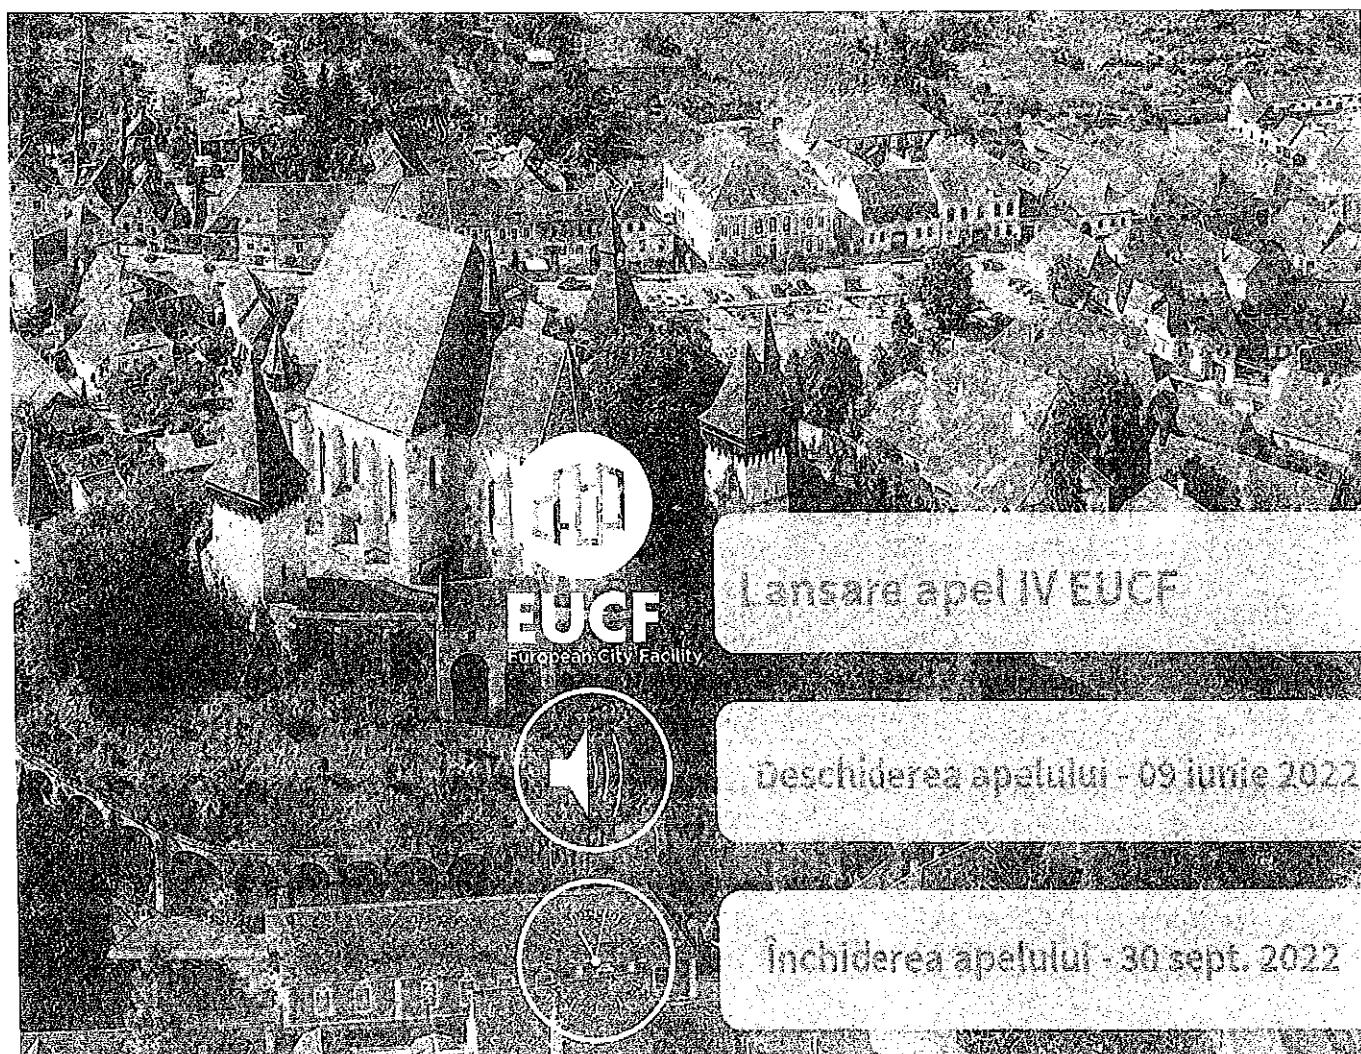 Lansare apel IV EUCF
EUCF
European City Facility
Deschiderea apelului - 09 iunie 2022
Închiderea apelului - 30 sept. 2022